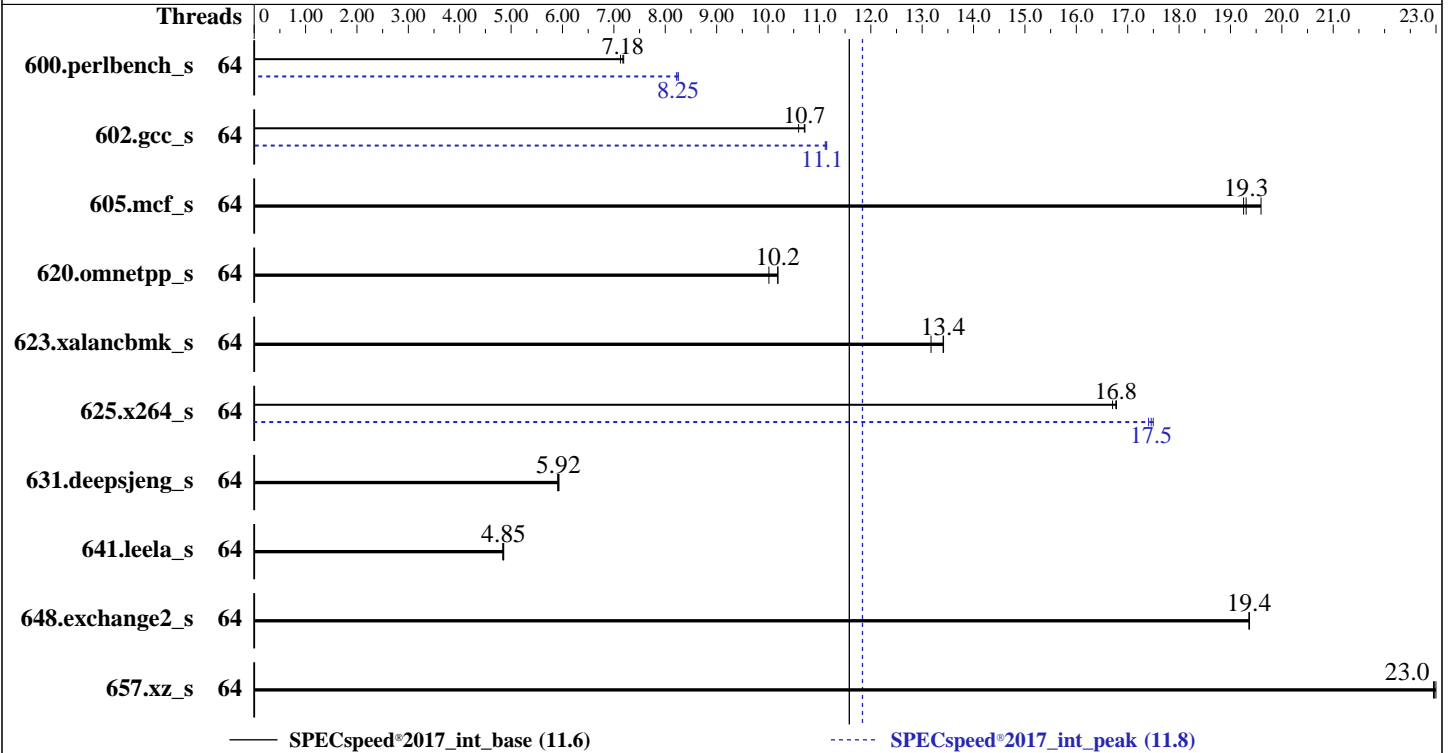 Threads 0 1.00 2.00 3.00 4.00 5.00 6.00 7.00 8.00 9.00 10.0 11.0 12.0 13.0 14.0 15.0 16.0 17.0 18.0 19.0 20.0 21.0 23.0
7.18
600.perlbench_s 64
8.25
10.7
602.gcc_s 64
11.1
19.3
605.mcf_s 64
10.2
620.omnetpp_s 64
13.4
623.xalancbmk_s 64
16.8
625.x264_s 64
17.5
5.92
631.deepsjeng_s 64
4.85
641.leela_s 64
19.4
648.exchange2_s 64
23.0
657.xz_s 64
SPECspeed®2017_int_base (11.6) SPECspeed®2017_int_peak (11.8)